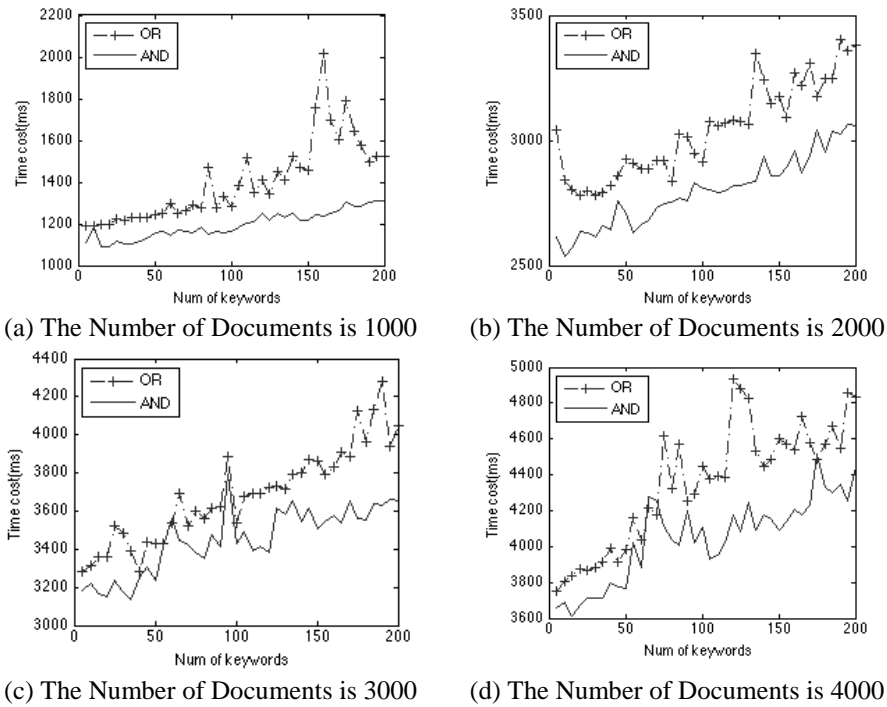 2200
2000
1800
1600
1400
1200
1000
Time cost(ms)
OR
AND
0
50
100
150
200
Num of keywords
(a) The Number of Documents is 1000
3500
3000
2500
Time cost(ms)
OR
AND
0
50
100
150
200
Num of keywords
(b) The Number of Documents is 2000
4400
4200
4000
3800
3600
3400
3200
3000
Time cost(ms)
OR
AND
0
50
100
150
200
Num of keywords
(c) The Number of Documents is 3000
5000
4800
4600
4400
4200
4000
3800
3600
Time cost(ms)
OR
AND
0
50
100
150
200
Num of keywords
(d) The Number of Documents is 4000